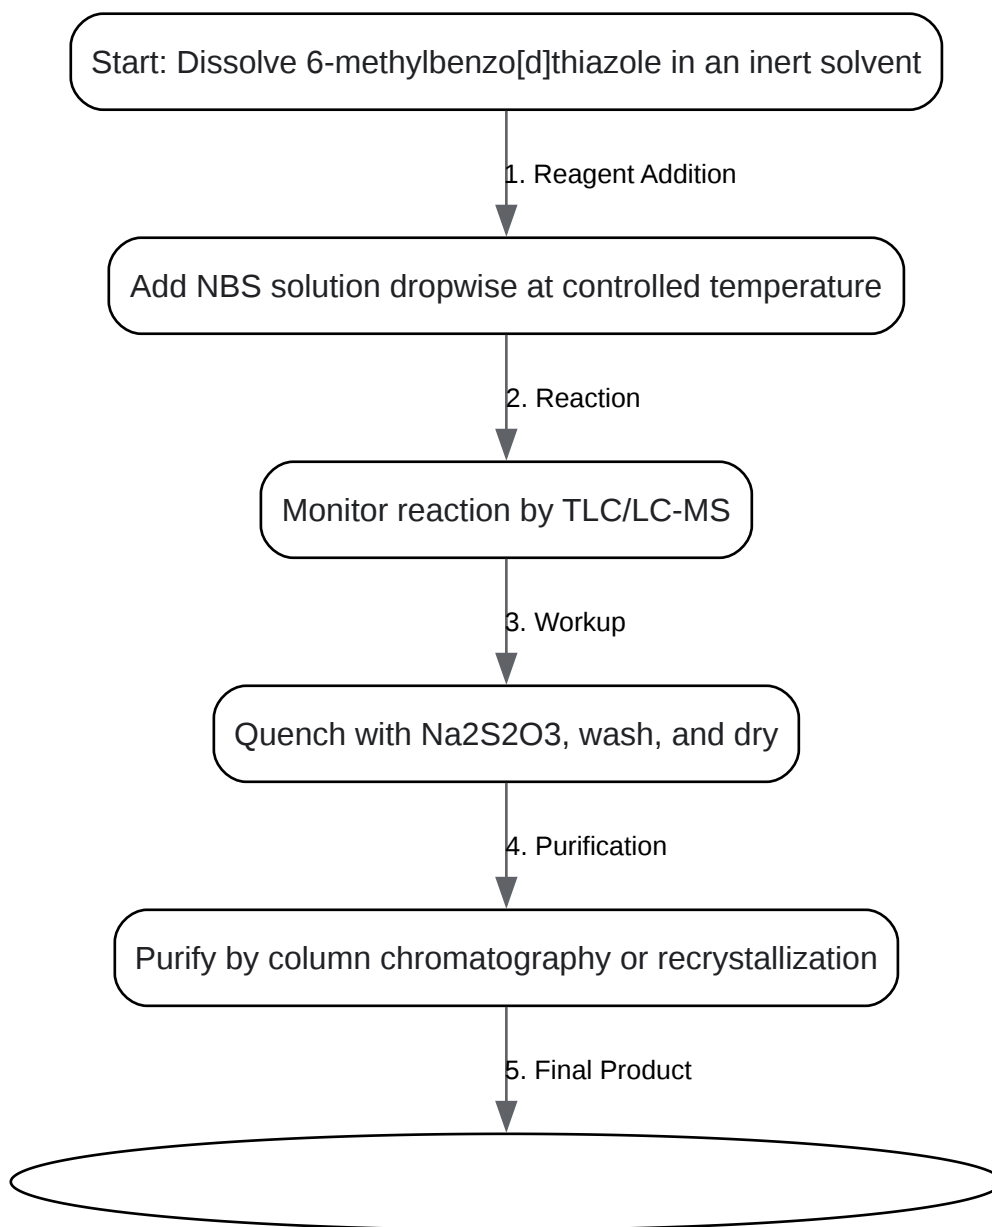 Start: Dissolve 6-methylbenzo[d]thiazole in an inert solvent
1. Reagent Addition
Add NBS solution dropwise at controlled temperature
2. Reaction
Monitor reaction by TLC/LC-MS
3. Workup
Quench with Na2S2O3, wash, and dry
4. Purification
Purify by column chromatography or recrystallization
5. Final Product